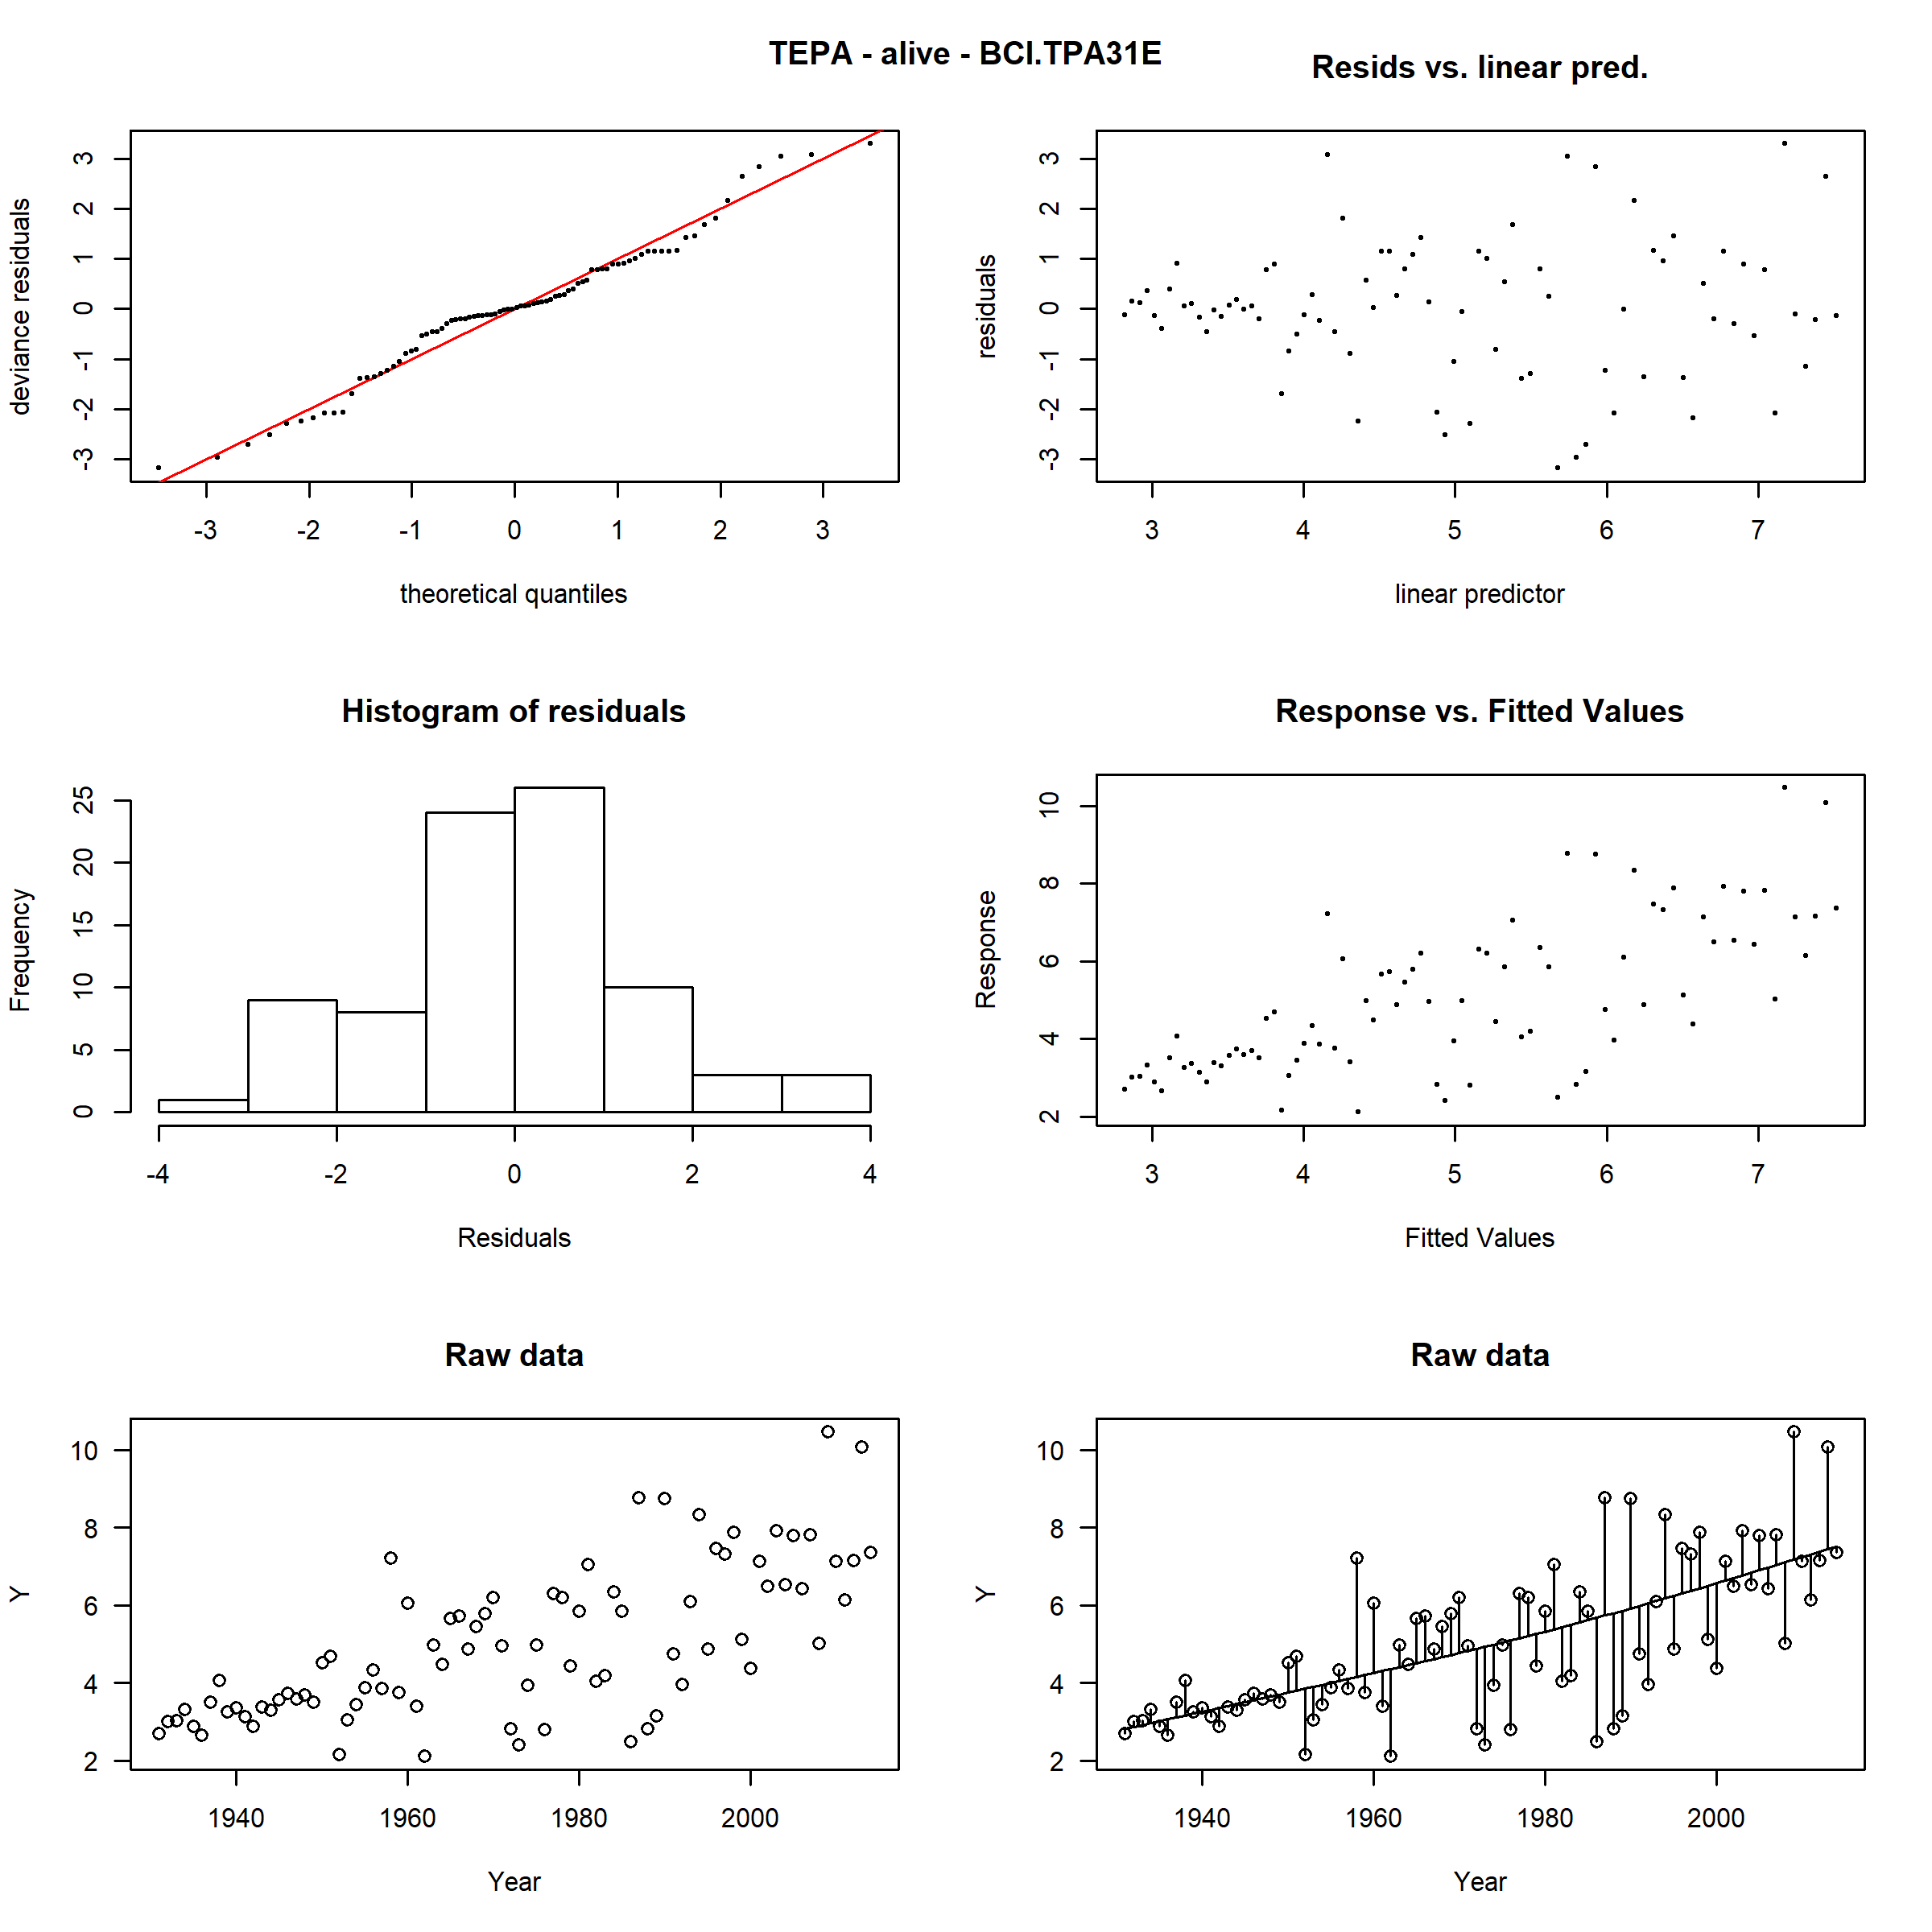 TEPA - alive - BCI.TPA31E
Resids vs. linear pred.
deviance residuals
3
2
1
0
-1
-2
-3
-3 -2 -1 0 1 2 3
theoretical quantiles
residuals
3
2
1
0
-1
-2
-3
3 4 5 6 7
linear predictor
Histogram of residuals
Frequency
25
20
15
10
5
0
-4 -2 0 2 4
Residuals
Response vs. Fitted Values
Response
10
8
6
4
2
3 4 5 6 7
Fitted Values
Raw data
Y
10
8
6
4
2
1940 1960 1980 2000
Year
Raw data
Y
10
8
6
4
2
1940 1960 1980 2000
Year